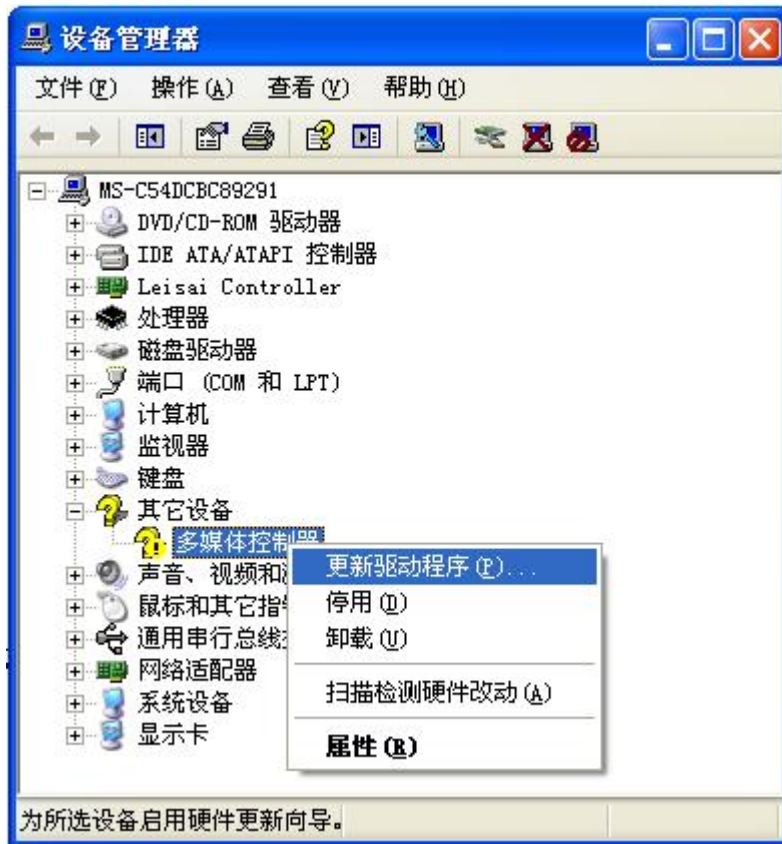 设备管理器
文件(F) 操作(A) 查看(V) 帮助(H)
MS-C54DCBC89291
DVD/CD-ROM 驱动器
IDE ATA/ATAPI 控制器
Leisai Controller
处理器
磁盘驱动器
端口 (COM 和 LPT)
计算机
监视器
键盘
其它设备
多媒体控制器
声音、视频和
鼠标和其它指
通用串行总线
网络适配器
系统设备
显示卡
更新驱动程序(P)...
停用(D)
卸载(U)
扫描检测硬件改动(A)
属性(R)
为所选设备启用硬件更新向导。